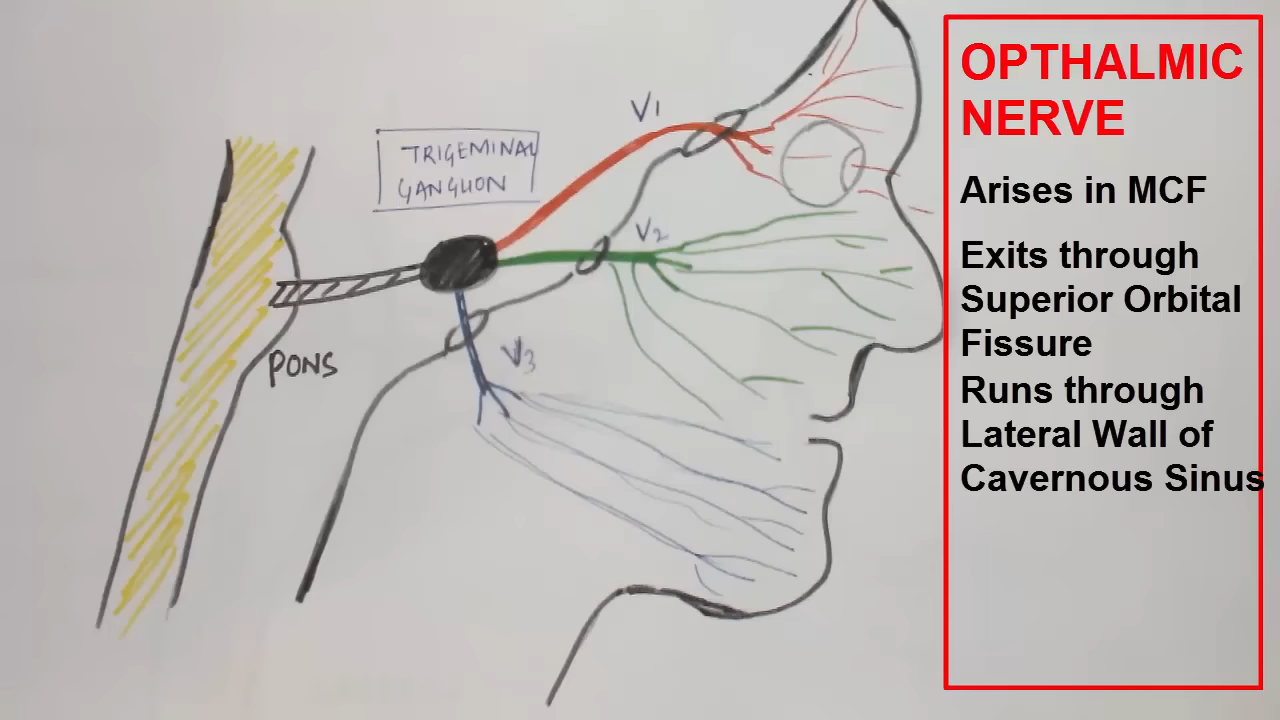 V1
TRIGEMINAL
GANGLION
V2
PONS
V3
OPTHALMIC
NERVE
Arises in MCF
Exits through
Superior Orbital
Fissure
Runs through
Lateral Wall of
Cavernous Sinus